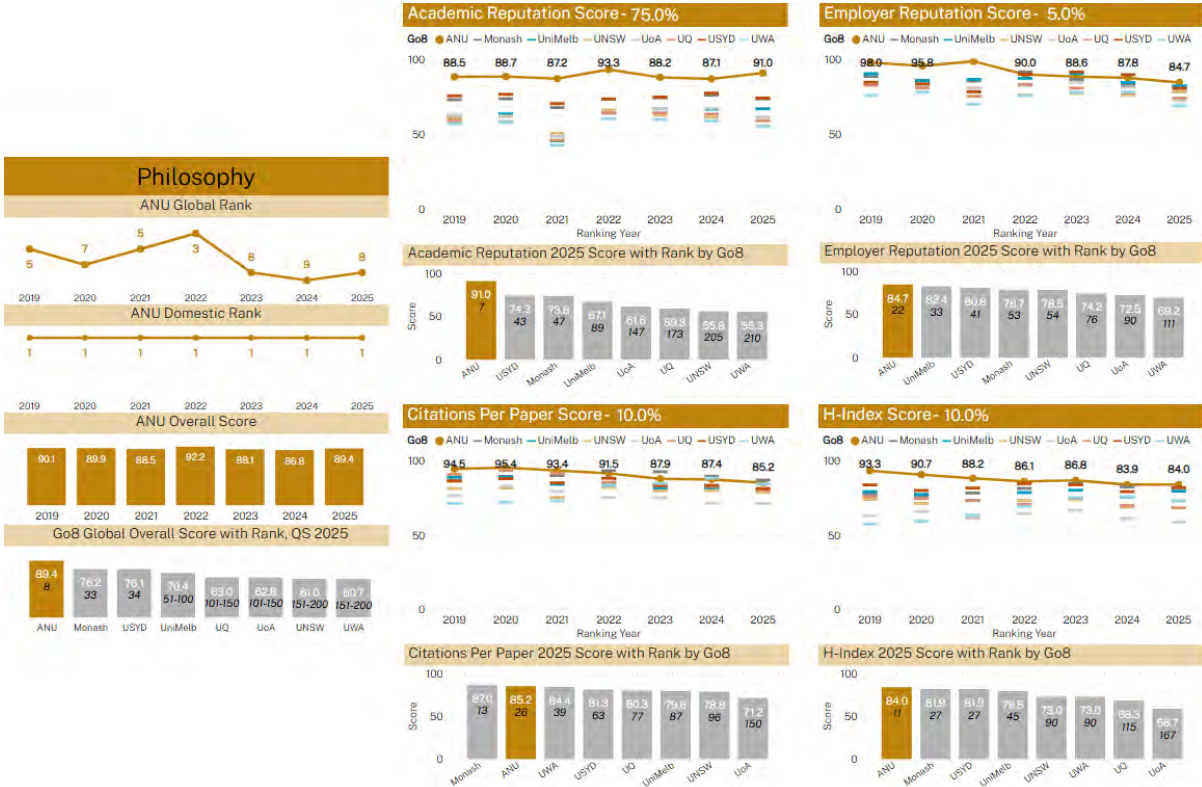 Philosophy
ANU Global Rank
5 7 5 3 8 9 8
2019 2020 2021 2022 2023 2024 2025
ANU Domestic Rank
1 1 1 1 1 1 1
2019 2020 2021 2022 2023 2024 2025
ANU Overall Score
90.1 89.9 88.5 92.2 88.1 86.8 89.4
2019 2020 2021 2022 2023 2024 2025
Go8 Global Overall Score with Rank, QS 2025
89.4 76.2 76.1 70.4 63.0 62.8 61.0 60.7
8 33 34 51-100 101-150 101-150 151-200 151-200
ANU Monash USYD UniMelb UQ UoA UNSW UWA
Academic Reputation Score - 75.0%
Go8 ANU Monash UniMelb UNSW UoA UQ USYD UWA
100
88.5 88.7 87.2 93.3 88.2 87.1 91.0
50
0
2019 2020 2021 2022 2023 2024 2025
Ranking Year
Academic Reputation 2025 Score with Rank by Go8
100
50
0
Score
91.0 74.3 73.8 67.1 61.6 59.3 55.8 55.3
7 43 47 89 147 173 205 210
ANU USYD Monash UniMelb UoA UQ UNSW UWA
Employer Reputation Score - 5.0%
Go8 ANU Monash UniMelb UNSW UoA UQ USYD UWA
100
98.0 95.8 90.0 88.6 87.8 84.7
50
0
2019 2020 2021 2022 2023 2024 2025
Ranking Year
Employer Reputation 2025 Score with Rank by Go8
100
50
0
Score
84.7 82.4 80.8 78.7 78.5 74.2 72.5 69.2
22 33 41 53 54 76 90 111
ANU UniMelb USYD Monash UNSW UQ UoA UWA
Citations Per Paper Score - 10.0%
Go8 ANU Monash UniMelb UNSW UoA UQ USYD UWA
100
94.5 95.4 93.4 91.5 87.9 87.4 85.2
50
0
2019 2020 2021 2022 2023 2024 2025
Ranking Year
Citations Per Paper 2025 Score with Rank by Go8
100
50
0
Score
87.0 85.2 84.4 81.3 80.3 78.8 71.2
13 26 39 63 77 87 96 150
Monash ANU UWA USYD UQ UniMelb UNSW UoA
H-Index Score - 10.0%
Go8 ANU Monash UniMelb UNSW UoA UQ USYD UWA
100
93.3 90.7 88.2 86.1 86.8 83.9 84.0
50
0
2019 2020 2021 2022 2023 2024 2025
Ranking Year
H-Index 2025 Score with Rank by Go8
100
50
0
Score
84.0 81.9 81.9 79.5 73.0 73.0 68.3
11 27 27 45 90 90 115 167
ANU Monash USYD UniMelb UNSW UWA UQ UoA